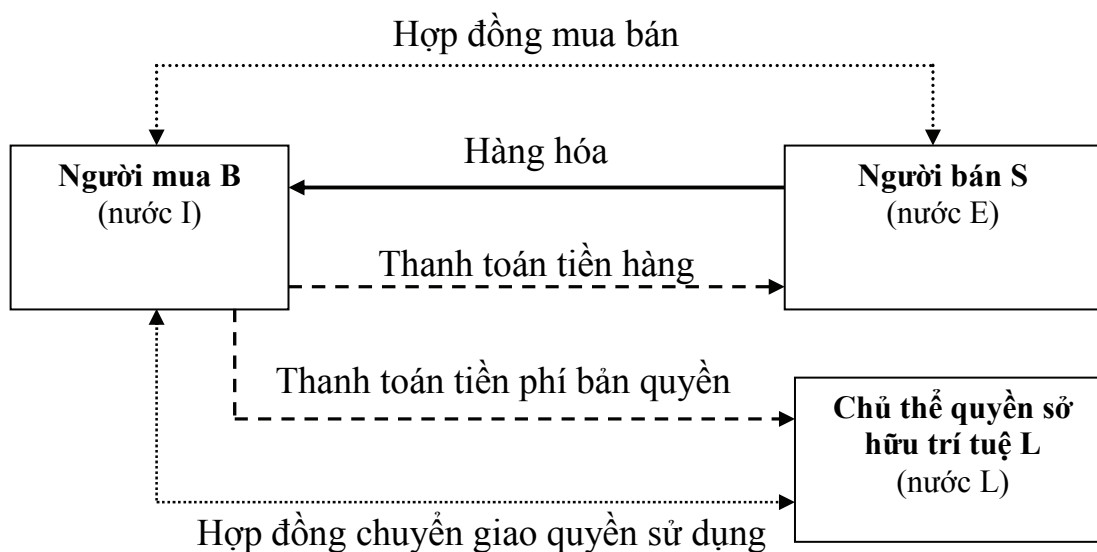 Hợp đồng mua bán
Người mua B
(nước I)
Hàng hóa
Người bán S
(nước E)
Thanh toán tiền hàng
Thanh toán tiền phí bản quyền
Chủ thể quyền sở
hữu trí tuệ L
(nước L)
Hợp đồng chuyển giao quyền sử dụng